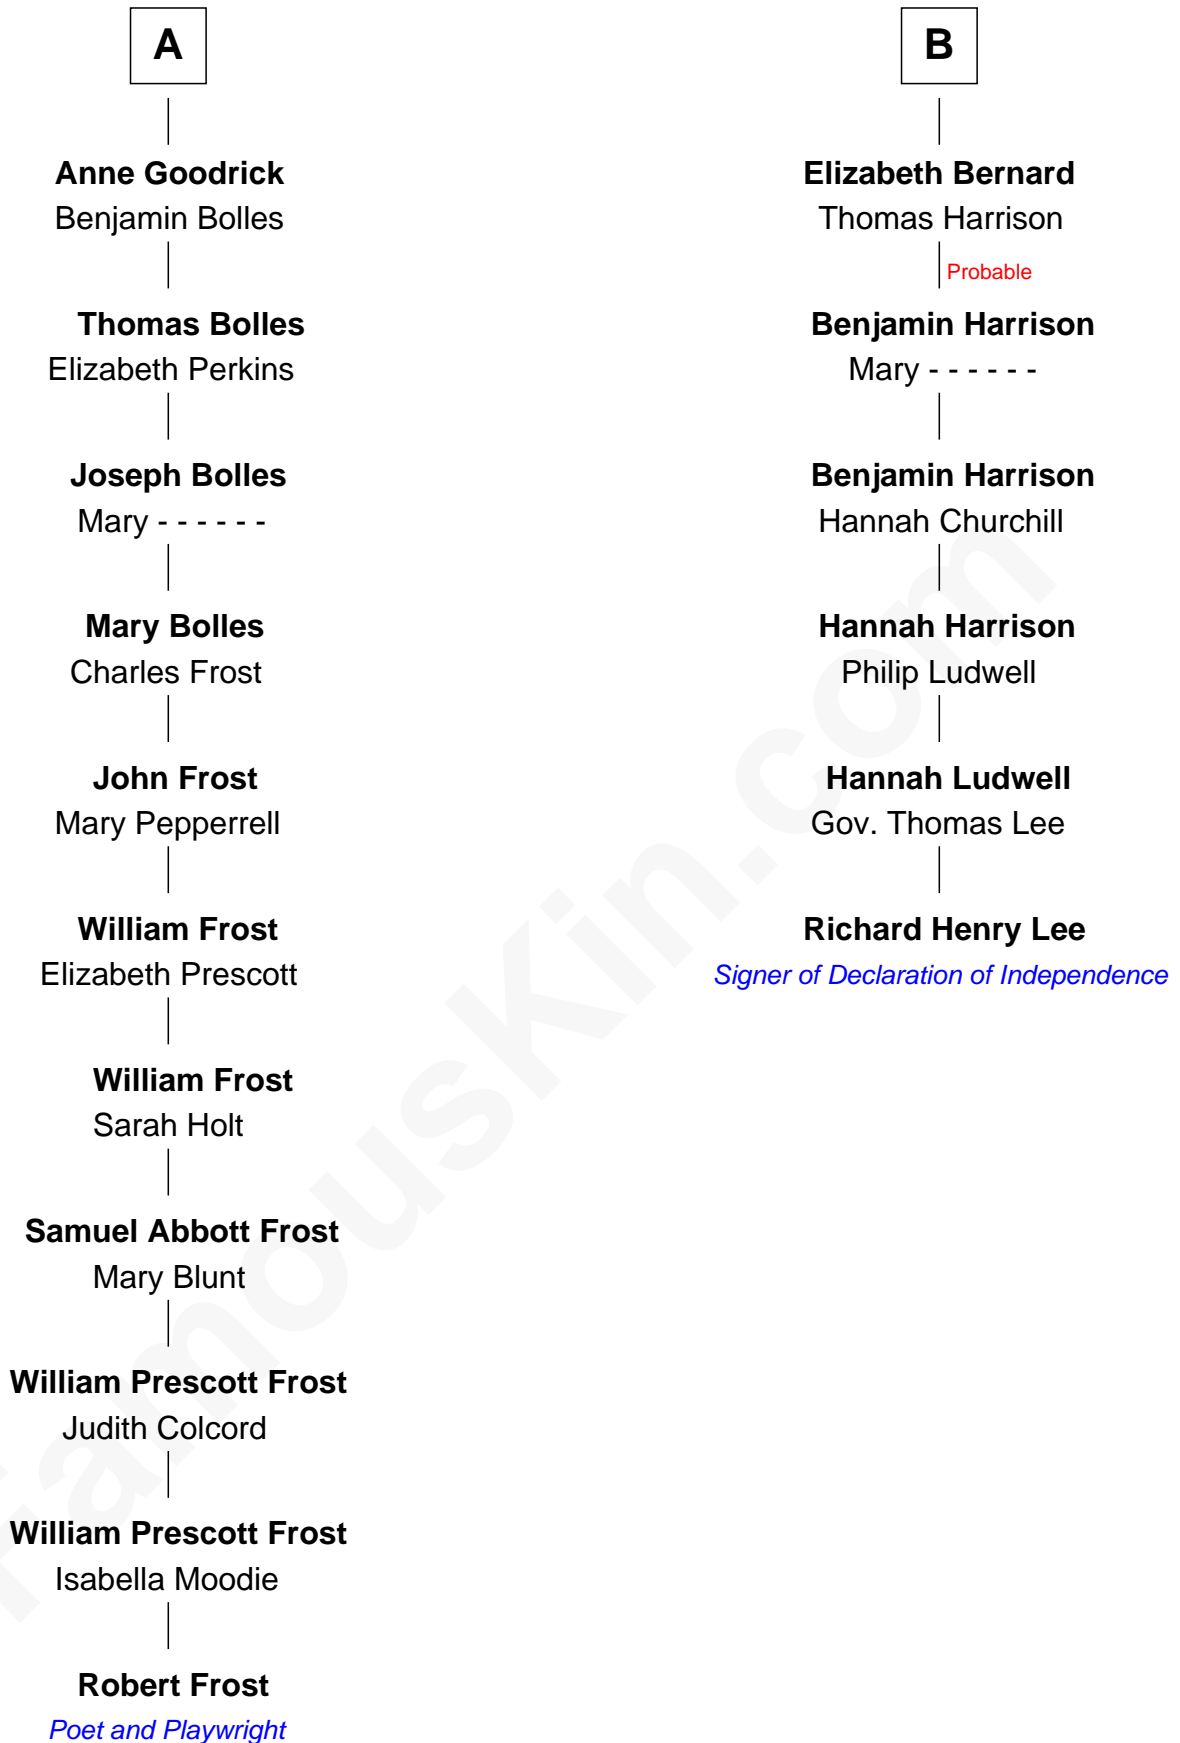 A
Anne Goodrick
Benjamin Bolles
Thomas Bolles
Elizabeth Perkins
Joseph Bolles
Mary - - - - - -
Mary Bolles
Charles Frost
John Frost
Mary Pepperrell
William Frost
Elizabeth Prescott
William Frost
Sarah Holt
Samuel Abbott Frost
Mary Blunt
William Prescott Frost
Judith Colcord
William Prescott Frost
Isabella Moodie
Robert Frost
Poet and Playwright
B
Elizabeth Bernard
Thomas Harrison
Probable
Benjamin Harrison
Mary - - - - - -
Benjamin Harrison
Hannah Churchill
Hannah Harrison
Philip Ludwell
Hannah Ludwell
Gov. Thomas Lee
Richard Henry Lee
Signer of Declaration of Independence
FamousKin.com